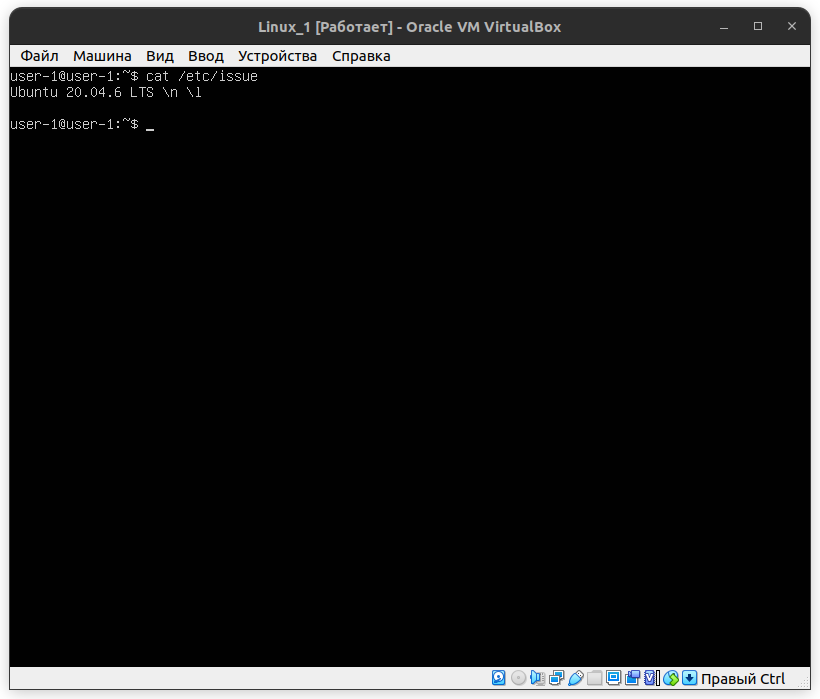 Linux_1 [Работает] - Oracle VM VirtualBox
Файл Машина Вид Ввод Устройства Справка
user-1@user-1:~$ cat /etc/issue
Ubuntu 20.04.6 LTS \n \l
user-1@user-1:~$ _
Правый Ctrl